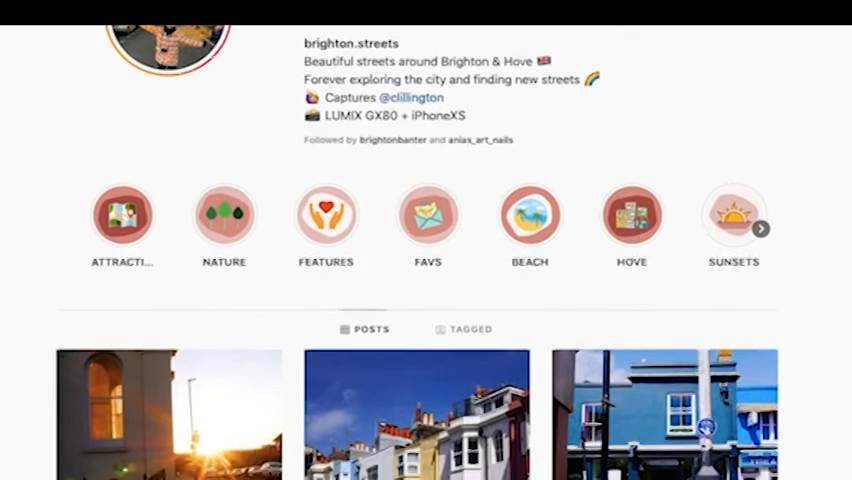 brighton.streets
Beautiful streets around Brighton & Hove 🇬🇧
Forever exploring the city and finding new streets 🌈
Captures @clillington
📸 LUMIX GX80 + iPhoneXS
Followed by brightonbanter and anias_art_nails
ATTRACTI... NATURE FEATURES FAVS BEACH HOVE SUNSETS
POSTS TAGGED